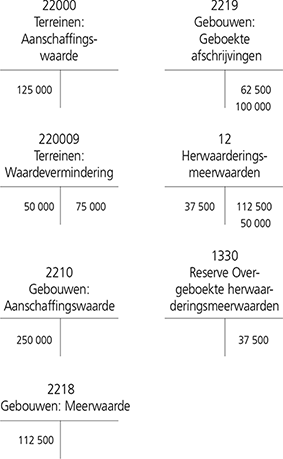 22000
Terreinen:
Aanschaffings-
waarde
125 000
2219
Gebouwen:
Geboekte
afschrijvingen
62 500
100 000
220009
Terreinen:
Waardevermindering
50 000 75 000
12
Herwaarderings-
meerwaarden
37 500 112 500
50 000
2210
Gebouwen:
Aanschaffingswaarde
250 000
1330
Reserve Over-
geboekte herwaar-
deringsmeerwaarden
37 500
2218
Gebouwen: Meerwaarde
112 500